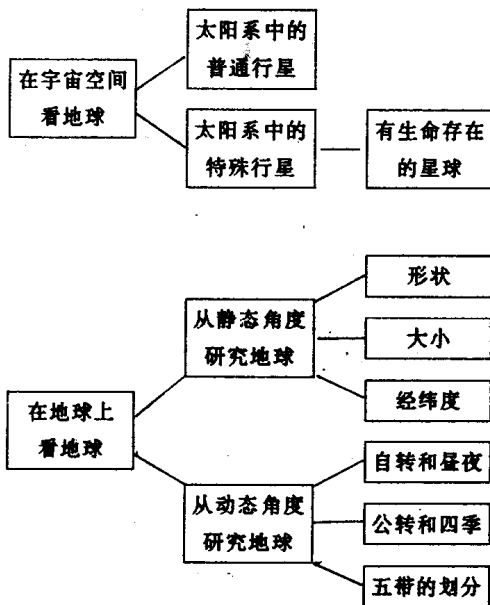 在宇宙空间
看地球
太阳系中的
普通行星
太阳系中的
特殊行星
有生命存在
的星球
在地球上
看地球
从静态角度
研究地球
形状
大小
经纬度
从动态角度
研究地球
自转和昼夜
公转和四季
五带的划分